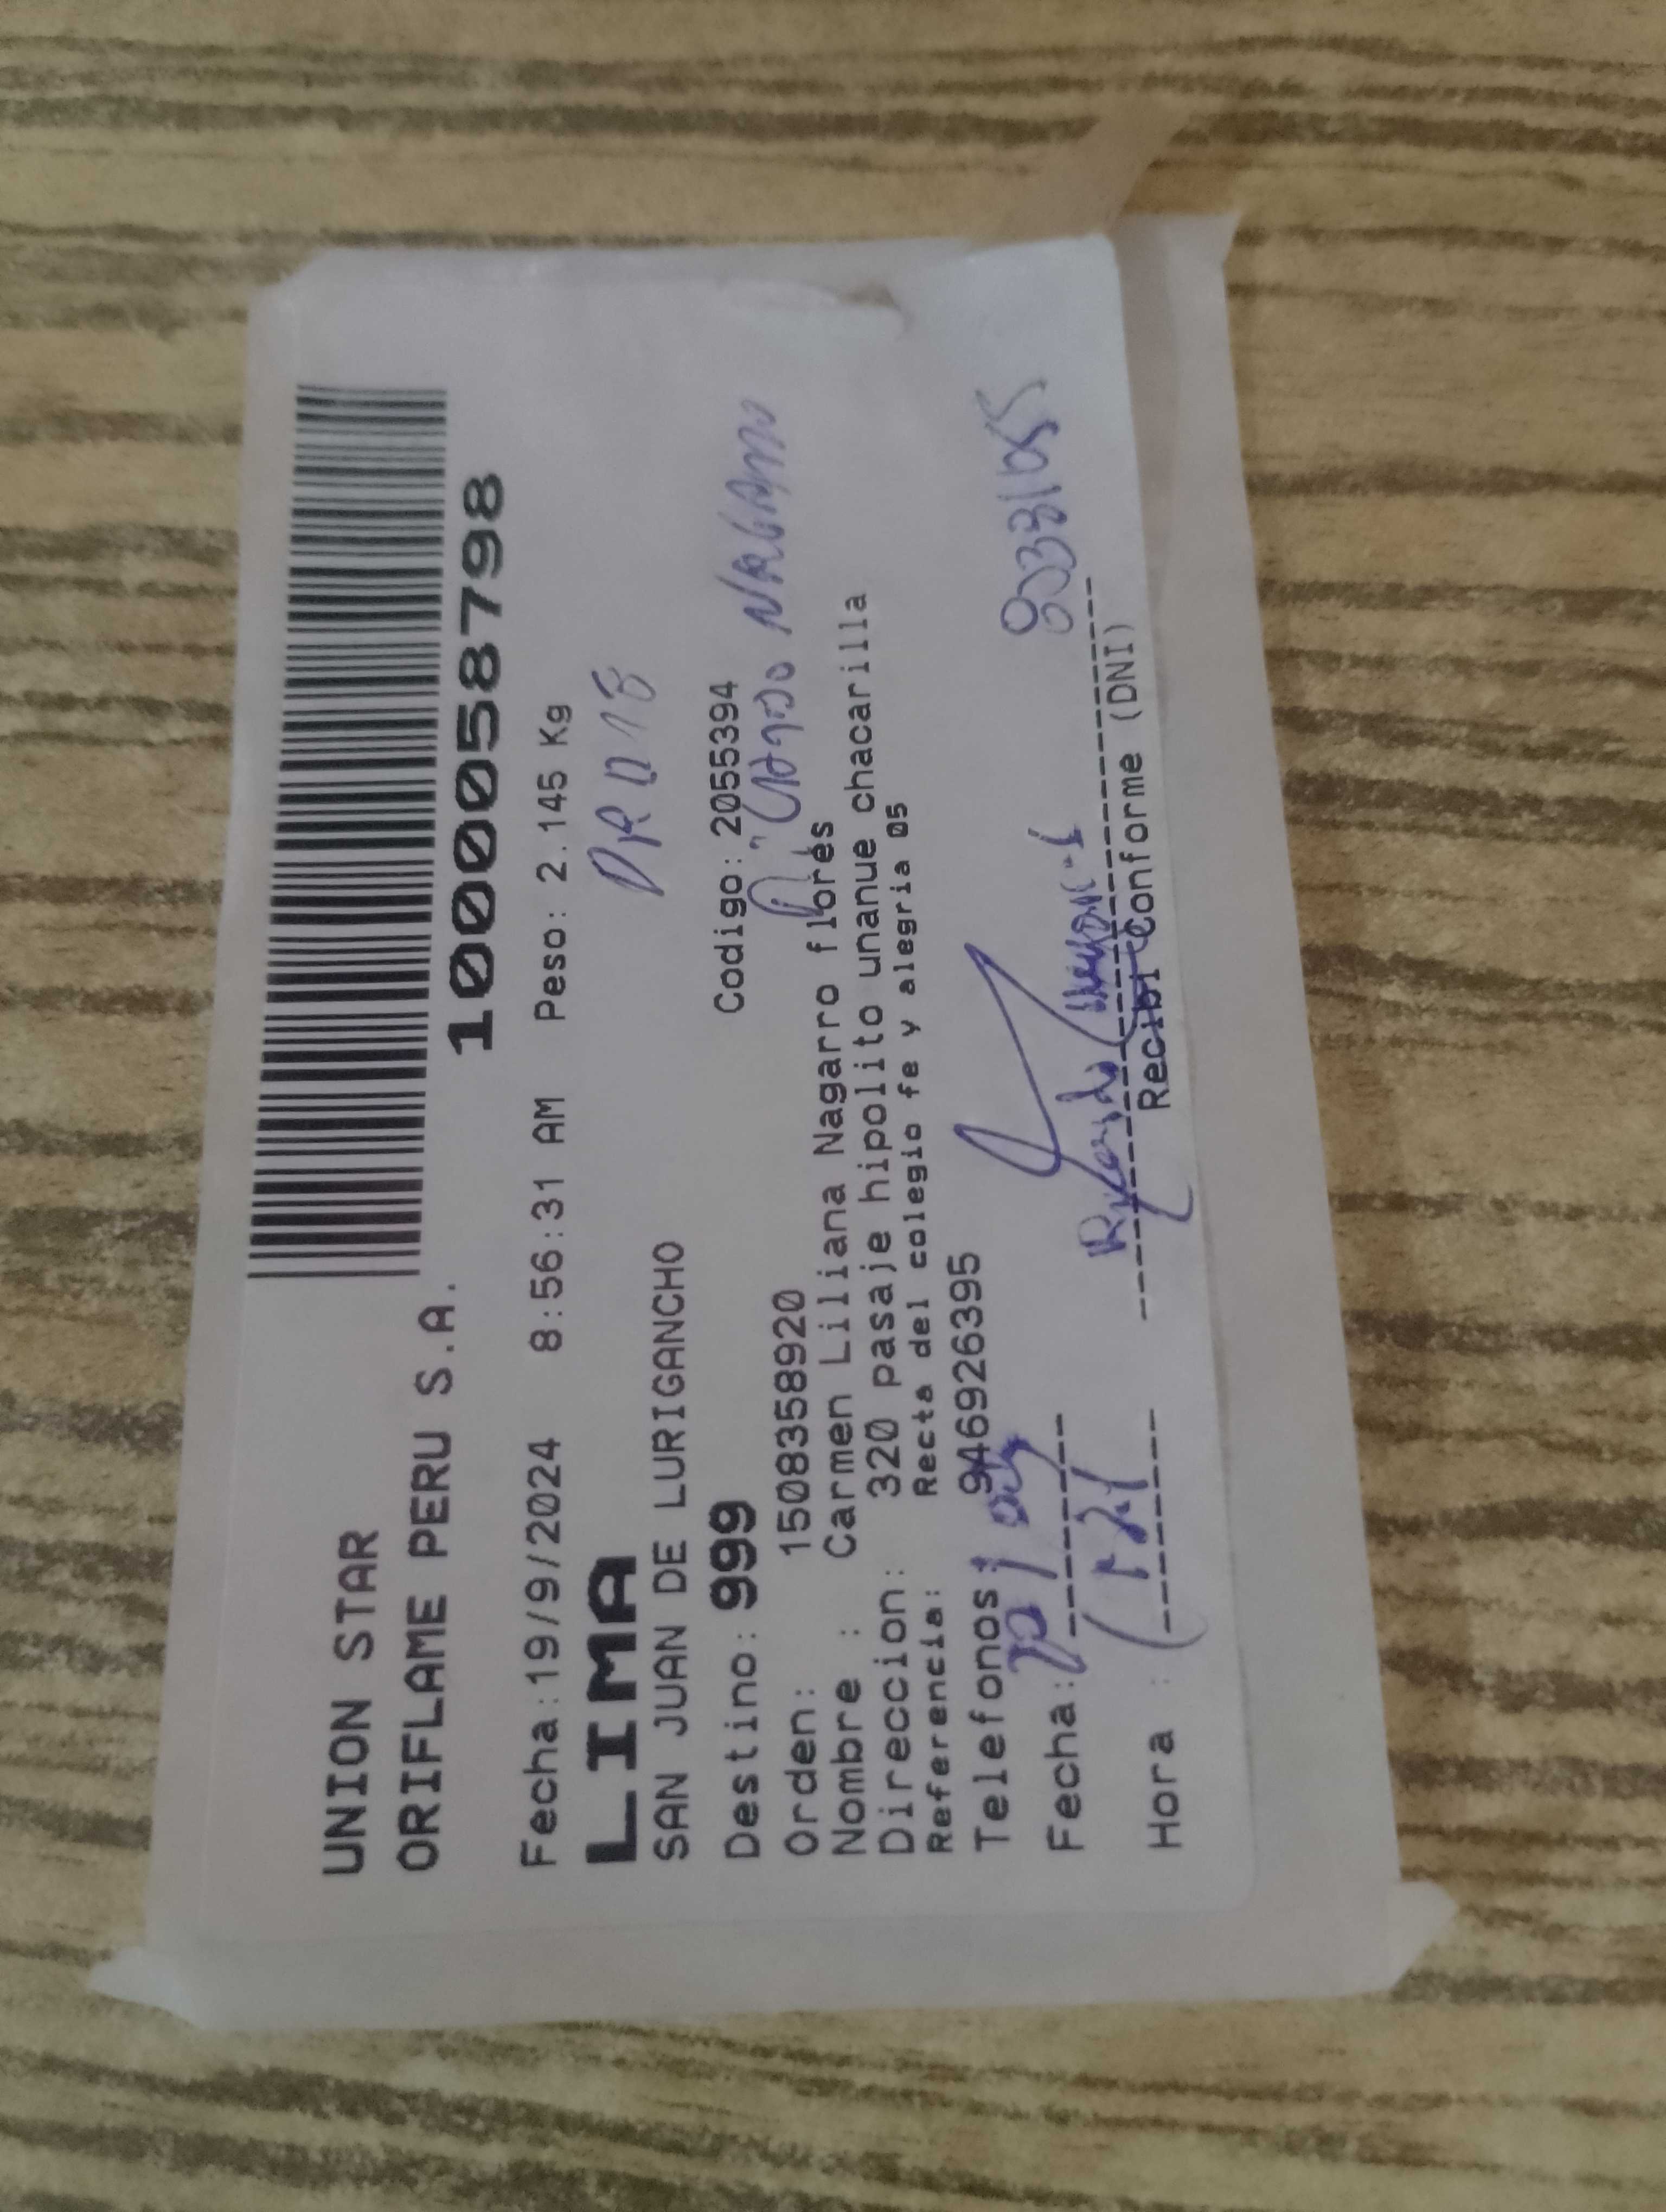 UNION STAR
ORIFLAME PERU S.A.
1000058798
Fecha:19/9/2024 8:56:31 AM Peso: 2.145 Kg
LIMA
SAN JUAN DE LURIGANCHO
Destino: 999 Codigo: 2055394
Orden: 1508358920
Nombre : Carmen Liliana Nagarro flores
Direccion: 320 pasaje hipolito unanue chacarilla
Referencia: Recta del colegio fe y alegria 05
Telefonos: 946926395
Fecha:
Hora :
Recibi Conforme (DNI)